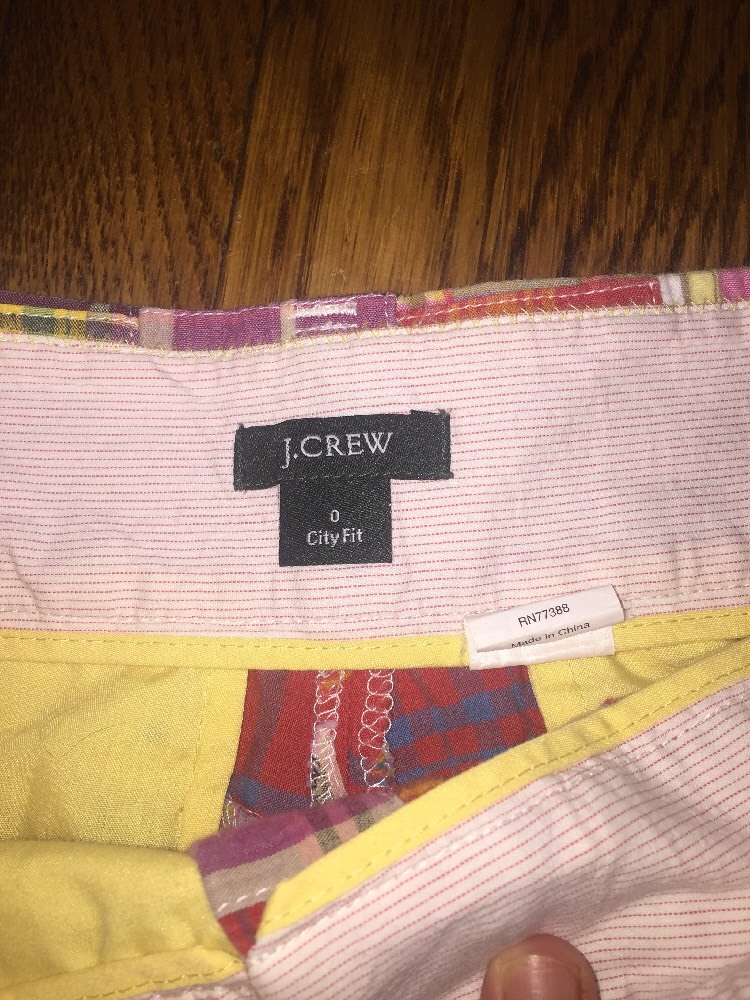 J.CREW
0
City Fit
RN77388
Made in China